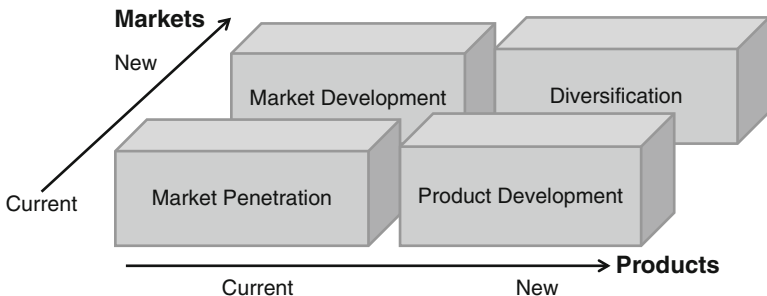 Markets
New
Market Development
Diversification
Market Penetration
Product Development
Current
Products
Current
New